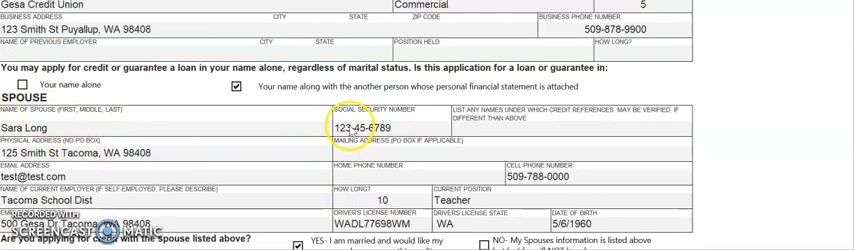 Gesa Credit Union Commercial 5
BUSINESS ADDRESS CITY STATE ZIP CODE BUSINESS PHONE NUMBER
123 Smith St Puyallup, WA 98408 509-878-9900
NAME OF PREVIOUS EMPLOYER CITY STATE POSITION HELD HOW LONG?
You may apply for credit or guarantee a loan in your name alone, regardless of marital status. Is this application for a loan or guarantee in:
Your name alone Your name along with the another person whose personal financial statement is attached
SPOUSE
NAME OF SPOUSE (FIRST, MIDDLE, LAST) SOCIAL SECURITY NUMBER LIST ANY NAMES UNDER WHICH CREDIT REFERENCES MAY BE VERIFIED, IF
DIFFERENT THAN ABOVE
Sara Long 123-45-6789
PHYSICAL ADDRESS (NO PO BOX) MAILING ADDRESS (PO BOX IF APPLICABLE)
125 Smith St Tacoma, WA 98408
EMAIL ADDRESS HOME PHONE NUMBER CELL PHONE NUMBER
test@test.com 509-788-0000
NAME OF CURRENT EMPLOYER (IF SELF-EMPLOYED, PLEASE DESCRIBE) HOW LONG? CURRENT POSITION
Tacoma School Dist 10 Teacher
DRIVER'S LICENSE NUMBER DRIVERS LICENSE STATE DATE OF BIRTH
RECORDED WITH
500 Gesa Dr Tacoma, WA 98408 WADL77698WM WA 5/6/1960
SCREENCAST MATIC
Are you applying for credit with the spouse listed above? YES- I am married and would like my NO- My Spouses information is listed above